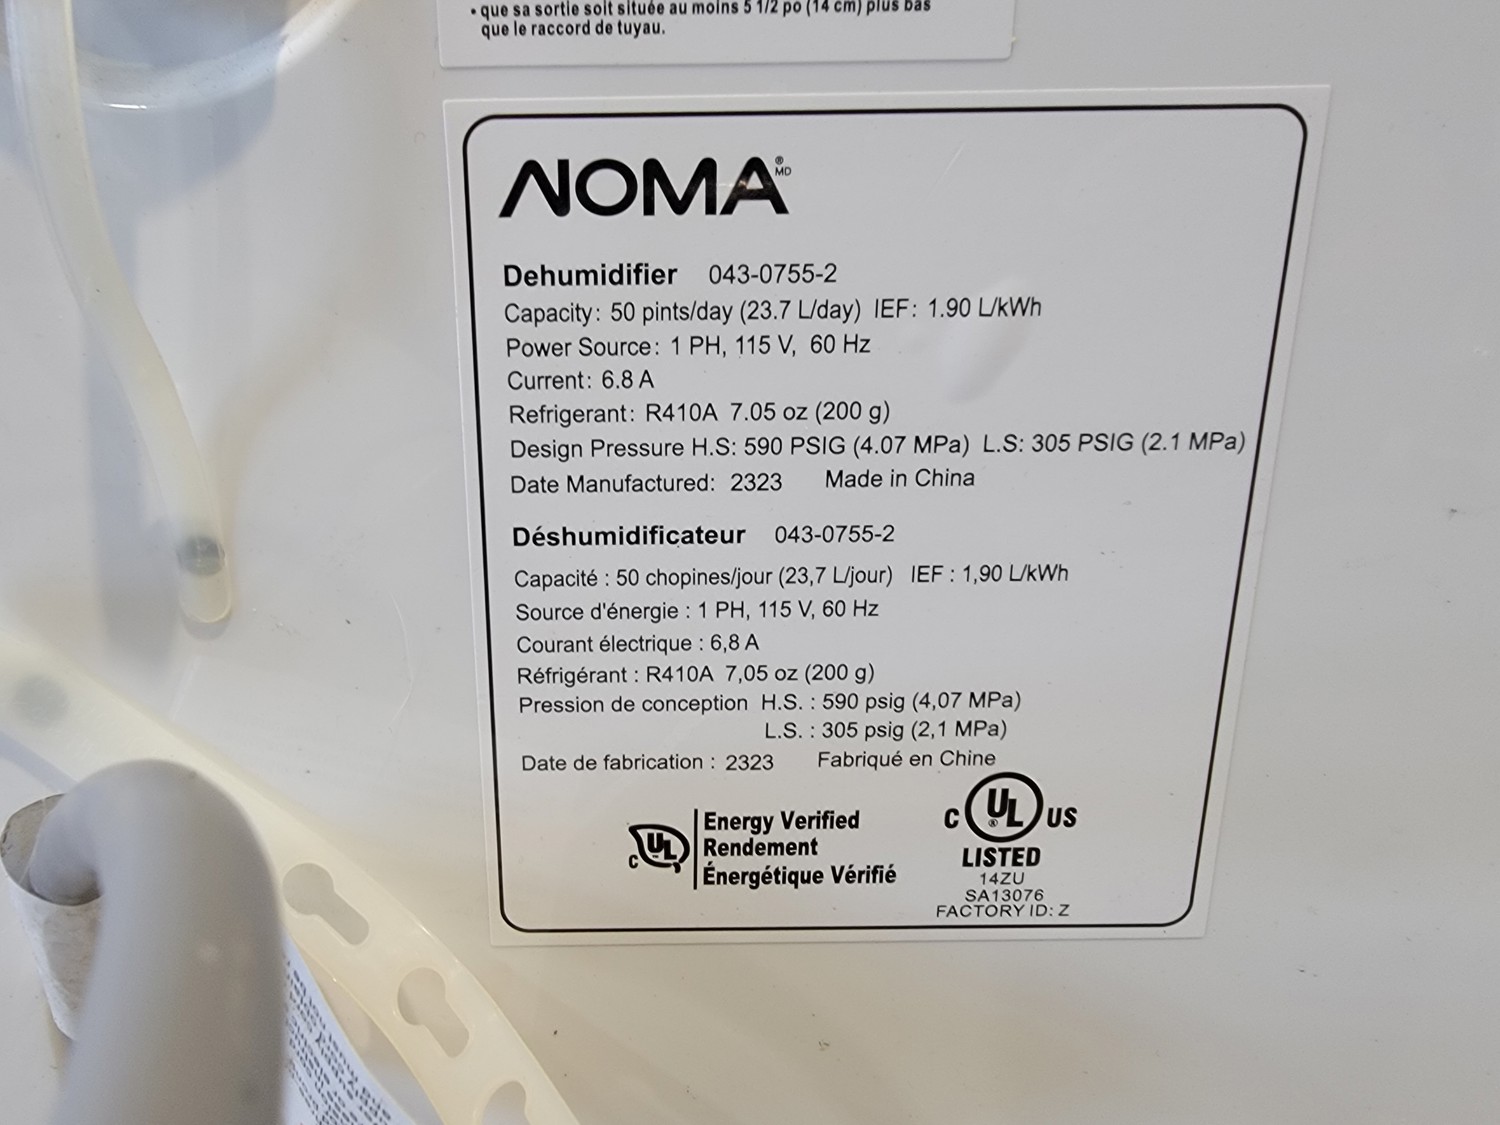 • que sa sortie soit située au moins 5 1/2 po (14 cm) plus bas
que le raccord de tuyau.
NOMA ® MD
Dehumidifier 043-0755-2
Capacity: 50 pints/day (23.7 L/day) IEF: 1.90 L/kWh
Power Source: 1 PH, 115 V, 60 Hz
Current: 6.8 A
Refrigerant: R410A 7.05 oz (200 g)
Design Pressure H.S: 590 PSIG (4.07 MPa) L.S: 305 PSIG (2.1 MPa)
Date Manufactured: 2323 Made in China
Déshumidificateur 043-0755-2
Capacité : 50 chopines/jour (23,7 L/jour) IEF : 1,90 L/kWh
Source d'énergie : 1 PH, 115 V, 60 Hz
Courant électrique : 6,8 A
Réfrigérant : R410A 7,05 oz (200 g)
Pression de conception H.S. : 590 psig (4,07 MPa)
L.S. : 305 psig (2,1 MPa)
Date de fabrication : 2323 Fabriqué en Chine
C UL ™
Energy Verified
Rendement
Énergétique Vérifié
C UL ® US
LISTED
14ZU
SA13076
FACTORY ID: Z